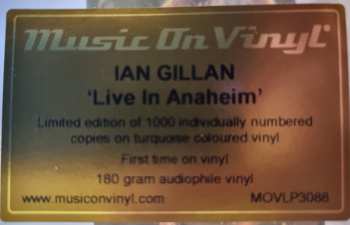 Music On Vinyl
IAN GILLAN
'Live In Anaheim'
Limited edition of 1000 individually numbered
copies on turquoise coloured vinyl
First time on vinyl
180 gram audiophile vinyl
www.musiconvinyl.com MOVLP3086